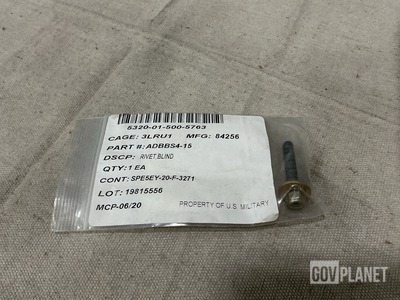 5320-01-500-5763
CAGE: 3LRU1 MFG: 84256
PART #: ADBBS4-15
DSCP: RIVET,BLIND
QTY: 1 EA
CONT: SPE5EY-20-F-3271
LOT: 19815556
MCP-06/20 PROPERTY OF U.S. MILITARY
GOVPLANET